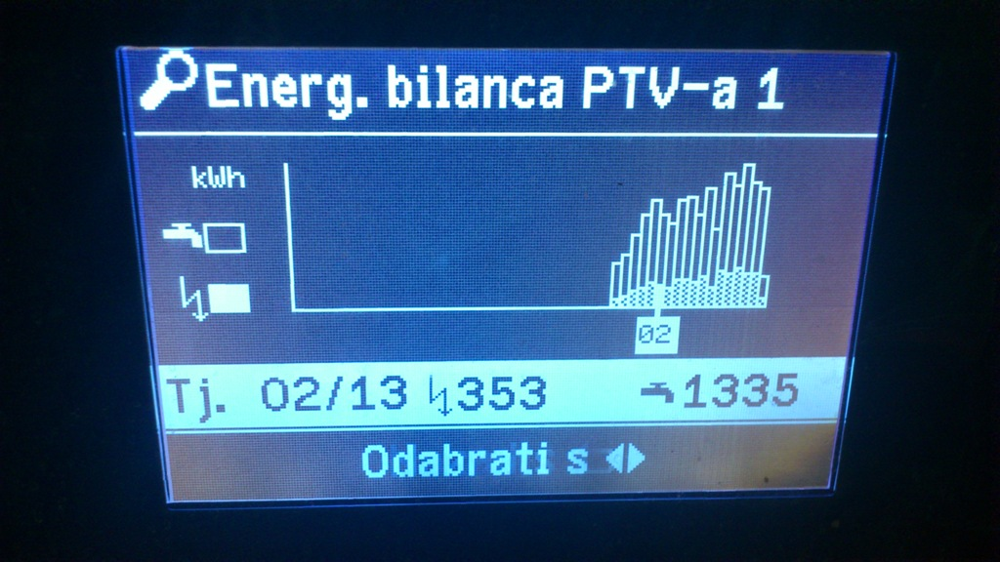 Energ. bilanca PTV-a 1
kWh
02
Tj. 02/13 353 1335
Odabrati s